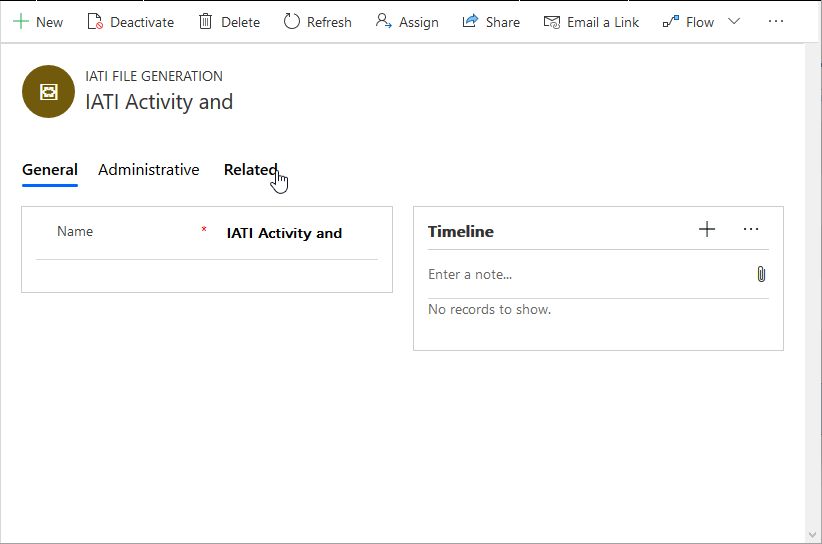 New Deactivate Delete Refresh Assign Share Email a Link Flow ...
IATI FILE GENERATION
IATI Activity and
General Administrative Related
Name * IATI Activity and
Timeline
Enter a note...
No records to show.